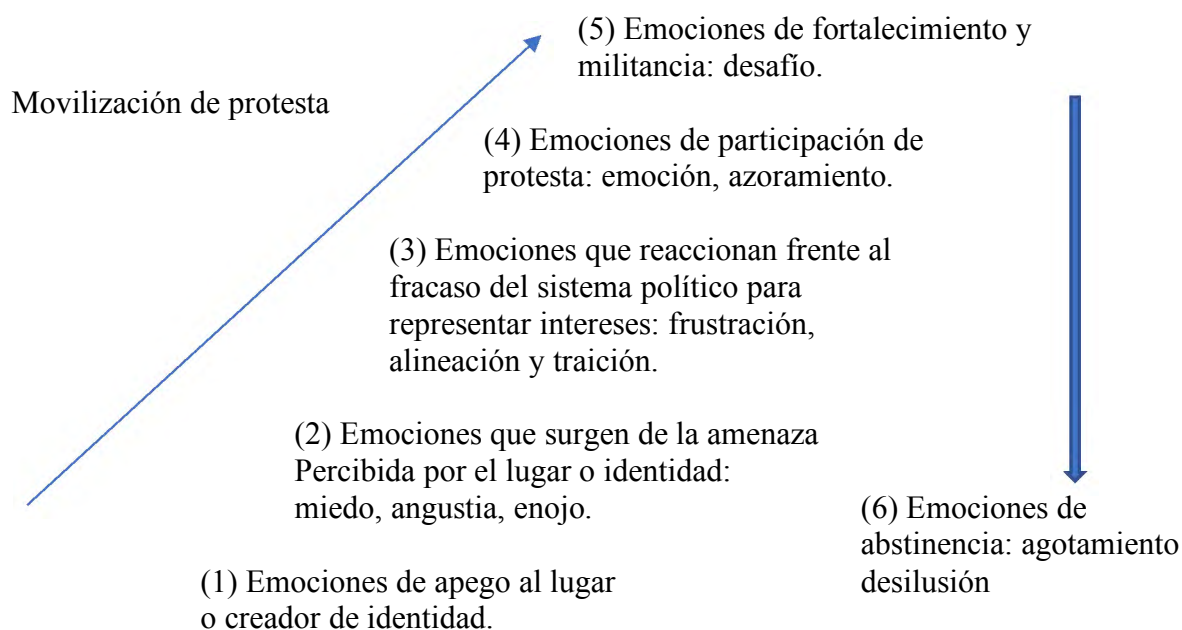 (5) Emociones de fortalecimiento y
militancia: desafío.
Movilización de protesta
(4) Emociones de participación de
protesta: emoción, azoramiento.
(3) Emociones que reaccionan frente al
fracaso del sistema político para
representar intereses: frustración,
alineación y traición.
(2) Emociones que surgen de la amenaza
Percibida por el lugar o identidad:
miedo, angustia, enojo.
(6) Emociones de
abstinencia: agotamiento
desilusión
(1) Emociones de apego al lugar
o creador de identidad.